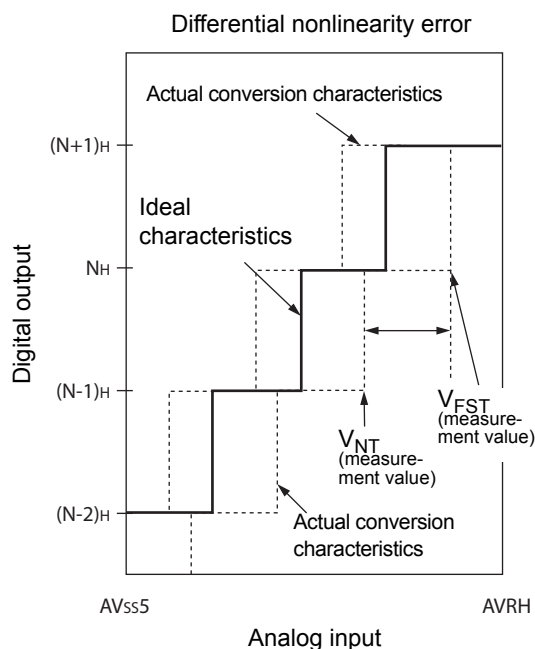 Differential nonlinearity error
Actual conversion characteristics
(N+1)H
Ideal
characteristics
NH
Digital output
(N-1)H
VFST
(measure-
ment value)
VNT
(measure-
ment value)
(N-2)H
Actual conversion
characteristics
AVSS5
AVRH
Analog input